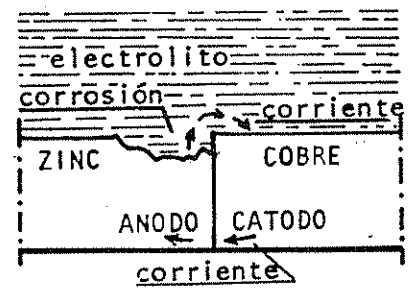 electrolito
corrosión
corriente
ZINC COBRE
ANODO CATODO
corriente